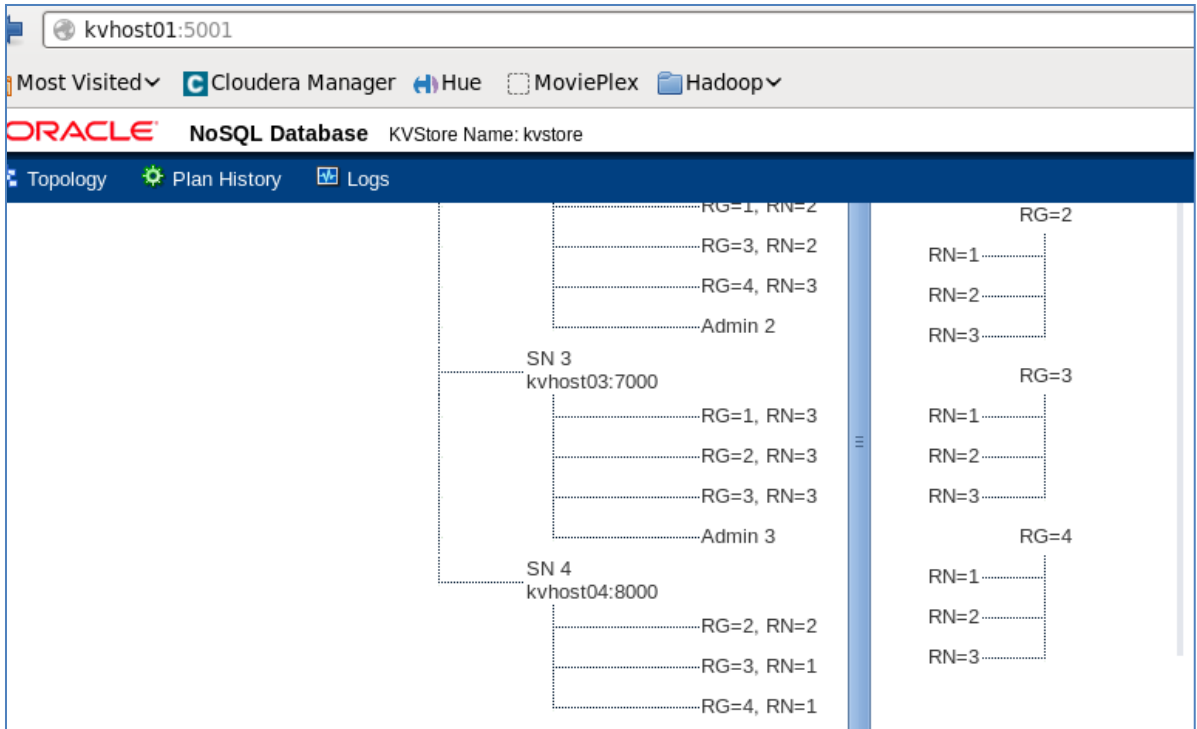 kvhost01:5001
Most Visited Cloudera Manager Hue MoviePlex Hadoop
ORACLE NoSQL Database KVStore Name: kvstore
Topology Plan History Logs
RG=1, RN=2
RG=3, RN=2
RG=4, RN=3
Admin 2
SN 3
kvhost03:7000
RG=1, RN=3
RG=2, RN=3
RG=3, RN=3
Admin 3
SN 4
kvhost04:8000
RG=2, RN=2
RG=3, RN=1
RG=4, RN=1
RG=2
RN=1
RN=2
RN=3
RG=3
RN=1
RN=2
RN=3
RG=4
RN=1
RN=2
RN=3